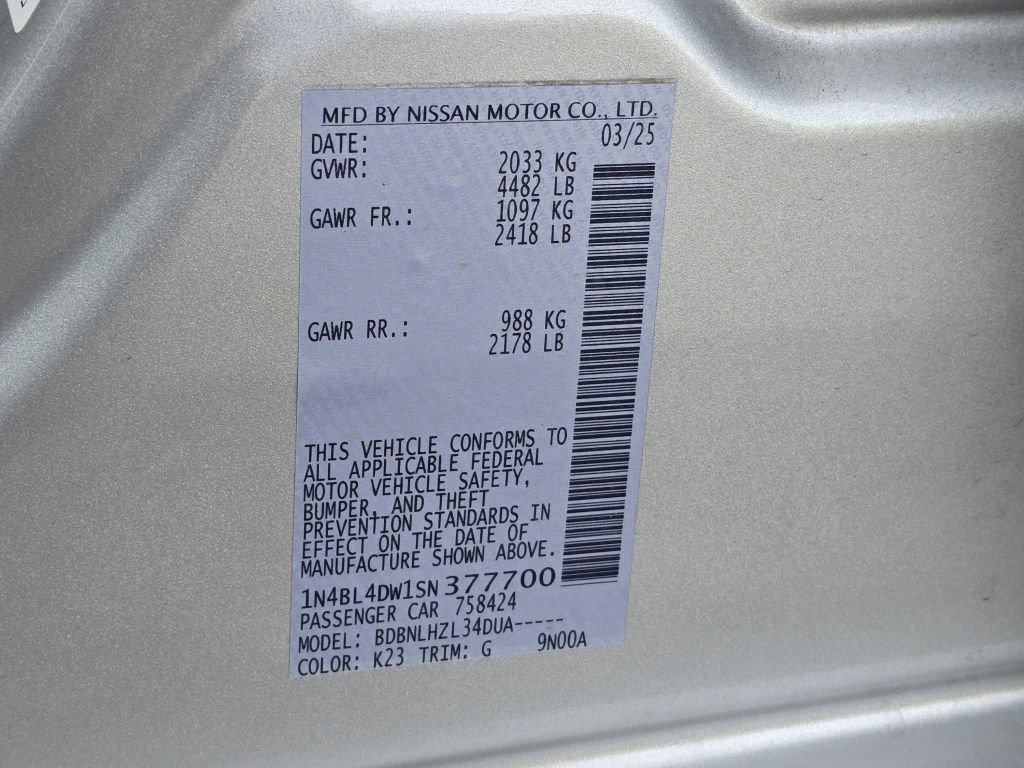 MFD BY NISSAN MOTOR CO., LTD.
DATE: 03/25
GVWR: 2033 KG
4482 LB
GAWR FR.: 1097 KG
2418 LB
GAWR RR.: 988 KG
2178 LB
THIS VEHICLE CONFORMS TO
ALL APPLICABLE FEDERAL
MOTOR VEHICLE SAFETY,
BUMPER, AND THEFT
PREVENTION STANDARDS IN
EFFECT ON THE DATE OF
MANUFACTURE SHOWN ABOVE.
1N4BL4DW1SN377700
PASSENGER CAR 758424
MODEL: BDBNLHZL34DUA-----
COLOR: K23 TRIM: G 9N00A